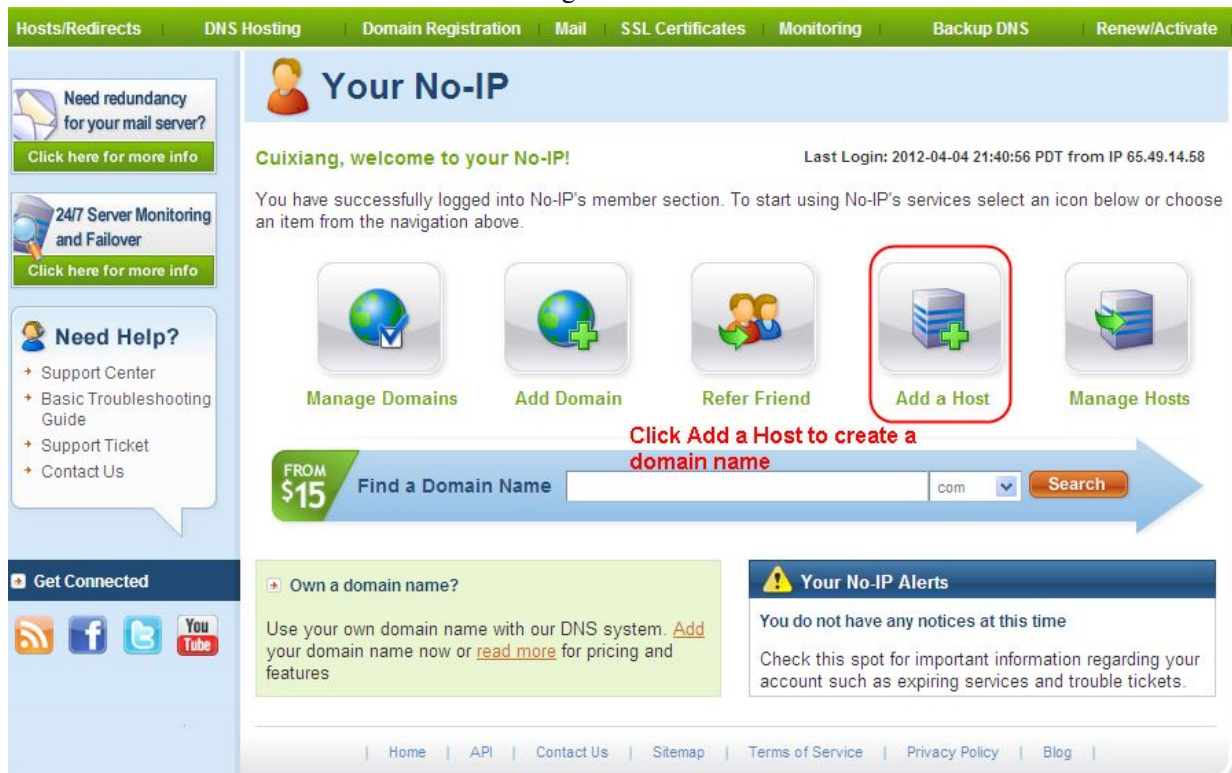 Hosts/Redirects | DNS Hosting | Domain Registration | Mail | SSL Certificates | Monitoring | Backup DNS | Renew/Activate
Need redundancy
for your mail server?
Click here for more info
24/7 Server Monitoring
and Failover
Click here for more info
Need Help?
Support Center
Basic Troubleshooting
Guide
Support Ticket
Contact Us
Get Connected
You
Tube
Your No-IP
Cuixiang, welcome to your No-IP!
Last Login: 2012-04-04 21:40:56 PDT from IP 65.49.14.58
You have successfully logged into No-IP's member section. To start using No-IP's services select an icon below or choose
an item from the navigation above.
Manage Domains
Add Domain
Refer Friend
Add a Host
Manage Hosts
Click Add a Host to create a
domain name
FROM
$15
Find a Domain Name
com
Search
Own a domain name?
Use your own domain name with our DNS system. Add
your domain name now or read more for pricing and
features
Your No-IP Alerts
You do not have any notices at this time
Check this spot for important information regarding your
account such as expiring services and trouble tickets.
| Home | API | Contact Us | Sitemap | Terms of Service | Privacy Policy | Blog |